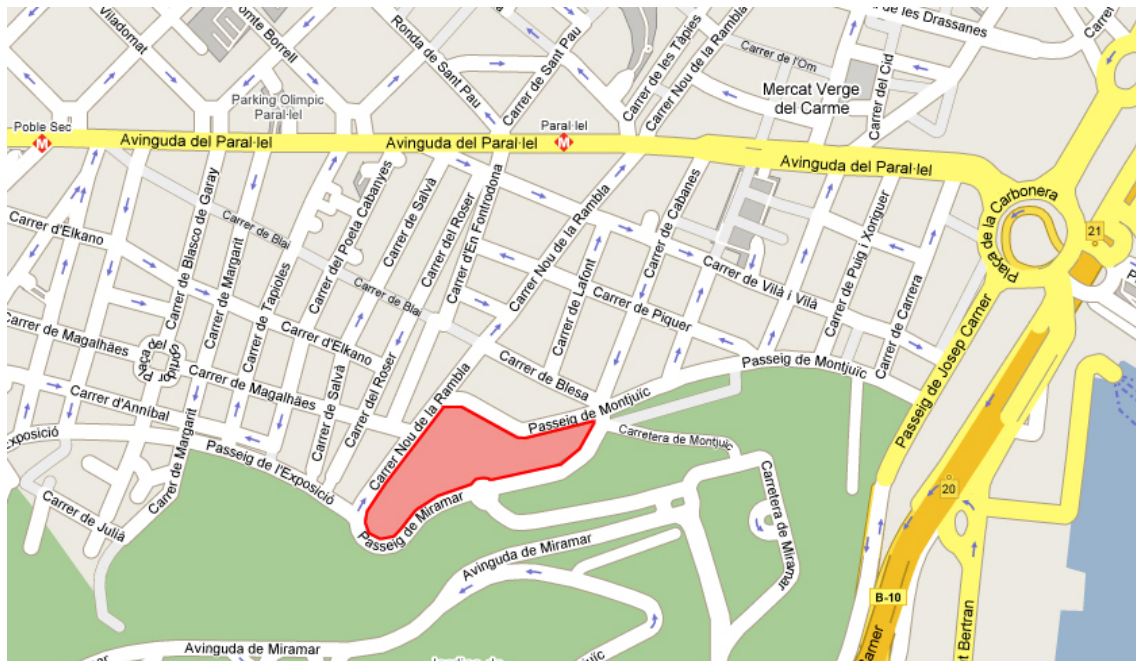 Viladomat
Comte Borrell
Ronda de Sant Pau
Carrer de Sant Pau
Carrer de les Tàpies
Carrer Nou de la Rambla
de les Drassanes
Carrer de l'Om
Carrer del Cid
Mercat Verge
del Carme
Parking Olimpic
Paral·lel
Poble Sec
M
Avinguda del Paral·lel
Avinguda del Paral·lel
Paral·lel
M
Avinguda del Paral·lel
Plaça de la Carbonera
21
Carrer d'Elkano
Carrer de Blasco de Garay
Carrer de Margarit
Carrer de Tapioles
Carrer de Blai
Carrer del Poeta Cabanyes
Carrer de Salvà
Carrer del Roser
Carrer d'En Fontrodona
Carrer Nou de la Rambla
Carrer de Lafont
Carrer de Cabanes
Carrer de Vilà i Vilà
Carrer de Puig i Xoriguer
Carrer de Carrera
Carrer de Piquer
Carrer de Blai
Carrer d'Elkano
Carrer de Magalhães
Plaça del
Carrer de Magalhães
Carrer de Salvà
Carrer del Roser
Carrer Nou de la Rambla
Carrer de Blesa
Passeig de Montjuïc
Passeig de Montjuïc
Passeig de Josep Carner
Carrer d'Anníbal
Exposició
Carrer de Margarit
Passeig de l'Exposició
Carretera de Montjuïc
Carrer de Julià
Passeig de Miramar
Carretera de Miramar
20
Avinguda de Miramar
B-10
Avinguda de Miramar
t Bertran